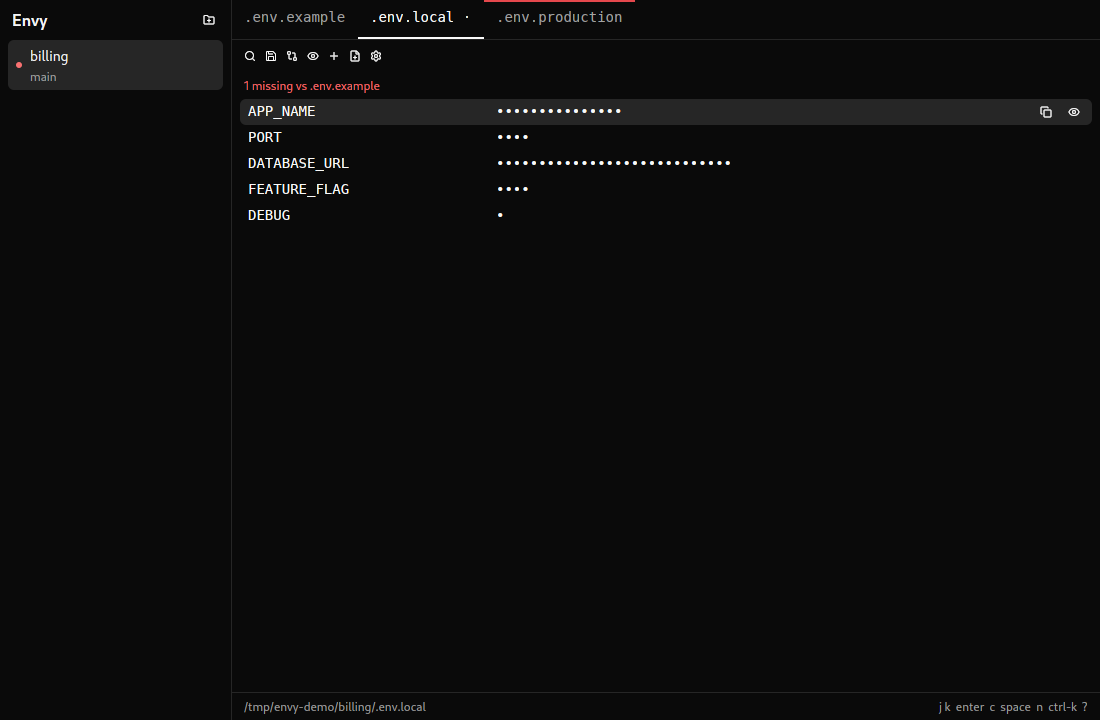 Envy
billing
main
.env.example .env.local · .env.production
1 missing vs .env.example
APP_NAME •••••••••••••••
PORT ••••
DATABASE_URL ••••••••••••••••••••••••••••
FEATURE_FLAG ••••
DEBUG •
/tmp/envy-demo/billing/.env.local j k enter c space n ctrl-k ?